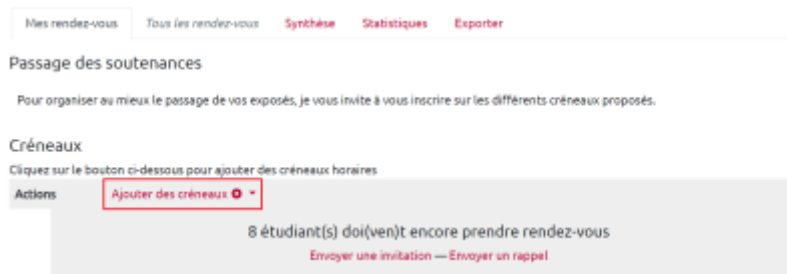 Mes rendez-vous Tous les rendez-vous Synthèse Statistiques Exporter
Passage des soutenances
Pour organiser au mieux le passage de vos exposés, je vous invite à vous inscrire sur les différents créneaux proposés.
Créneaux
Cliquez sur le bouton ci-dessous pour ajouter des créneaux horaires
Actions Ajouter des créneaux
8 étudiant(s) doi(ven)t encore prendre rendez-vous
Envoyer une invitation — Envoyer un rappel